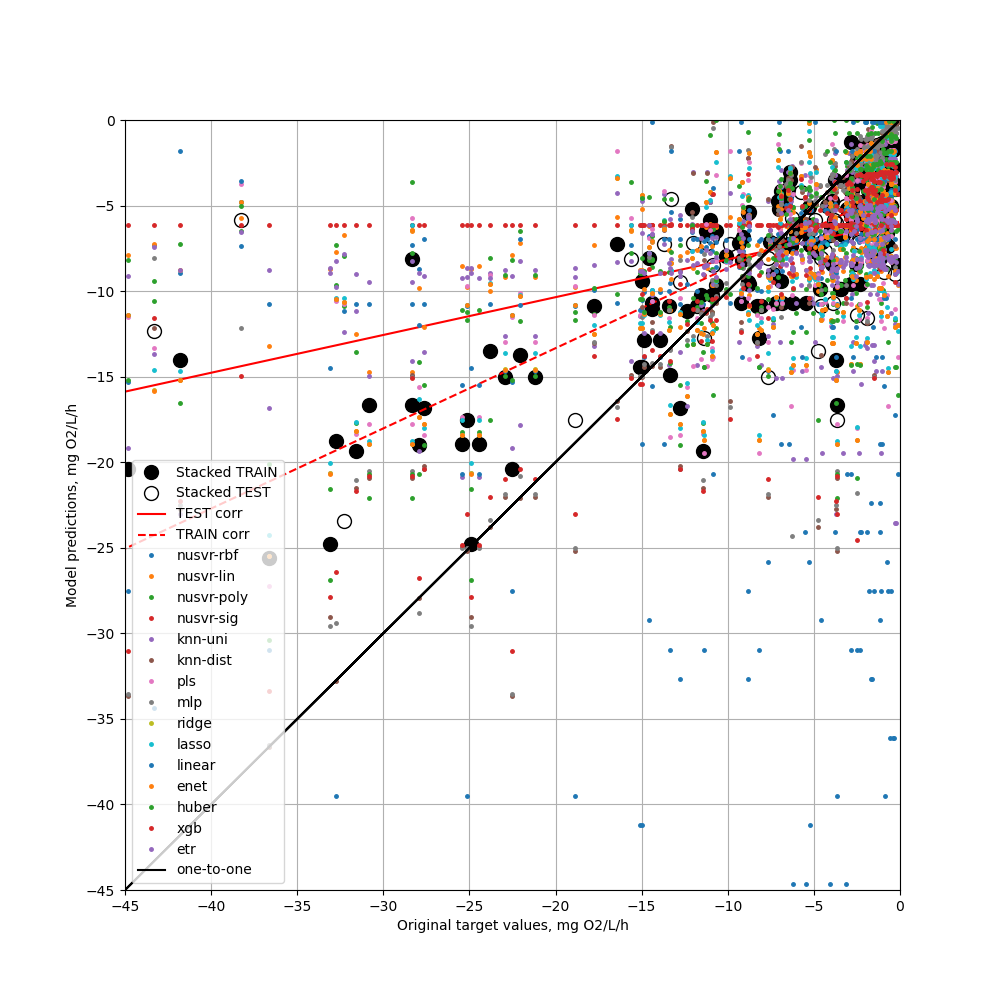 0
−5
−10
−15
−20
−25
−30
−35
−40
−45
Model predictions, mg O2/L/h
Stacked TRAIN
Stacked TEST
TEST corr
TRAIN corr
nusvr-rbf
nusvr-lin
nusvr-poly
nusvr-sig
knn-uni
knn-dist
pls
mlp
ridge
lasso
linear
enet
huber
xgb
etr
one-to-one
−45 −40 −35 −30 −25 −20 −15 −10 −5 0
Original target values, mg O2/L/h